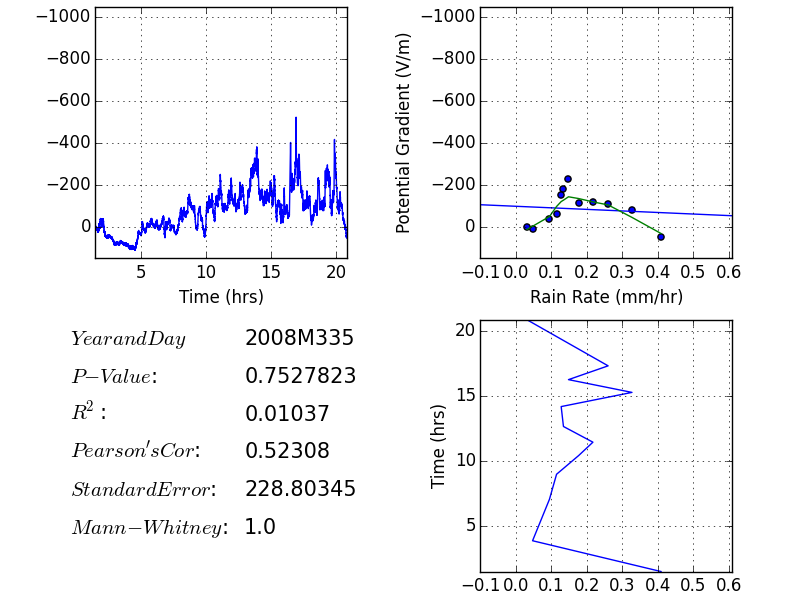 −1000
−800
−600
−400
−200
0
5 10 15 20
Time (hrs)
Potential Gradient (V/m)
−1000
−800
−600
−400
−200
0
−0.1 0.0 0.1 0.2 0.3 0.4 0.5 0.6
Rain Rate (mm/hr)
YearandDay 2008M335
P−Value: 0.7527823
R²: 0.01037
Pearson'sCor: 0.52308
StandardError: 228.80345
Mann−Whitney: 1.0
Time (hrs)
20
15
10
5
−0.1 0.0 0.1 0.2 0.3 0.4 0.5 0.6